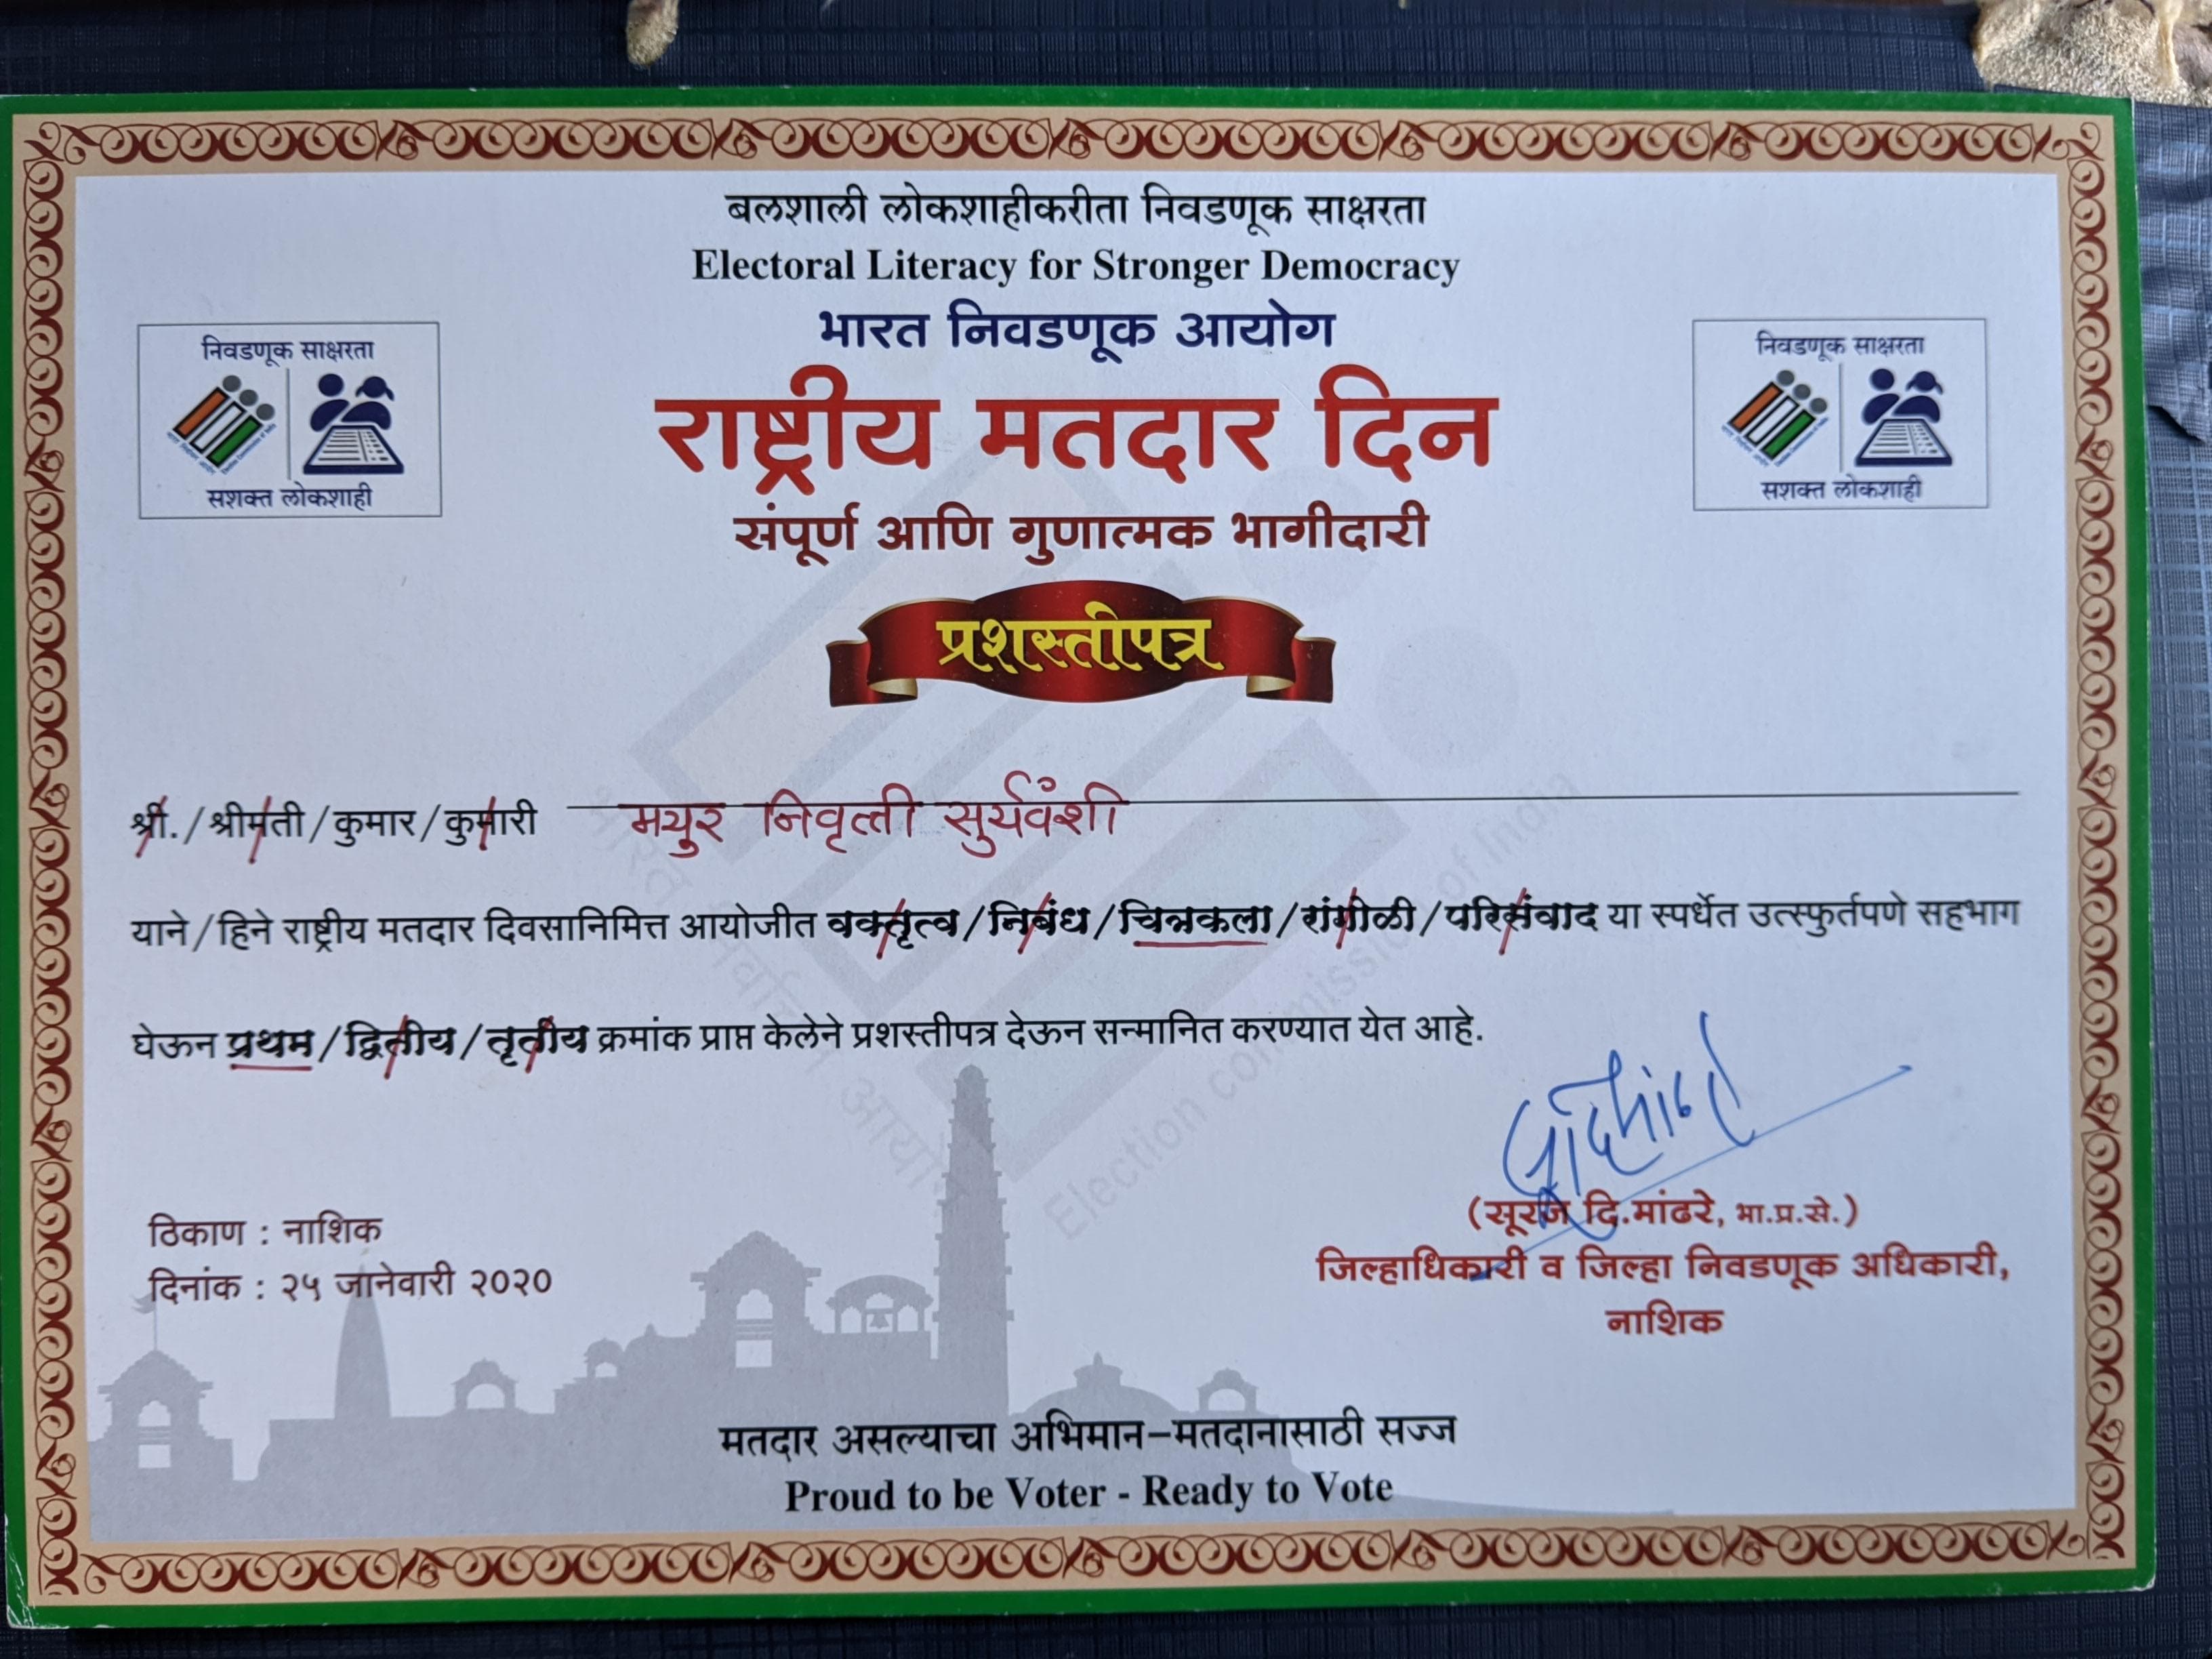 बलशाली लोकशाहीकरीता निवडणूक साक्षरता
Electoral Literacy for Stronger Democracy
भारत निवडणूक आयोग
राष्ट्रीय मतदार दिन
संपूर्ण आणि गुणात्मक भागीदारी
निवडणूक साक्षरता
सशक्त लोकशाही
निवडणूक साक्षरता
सशक्त लोकशाही
प्रशस्तीपत्र
श्री./श्रीमती/कुमार/कुमारी मयुर निवृत्ती सुर्यवंशी
याने/हिने राष्ट्रीय मतदार दिवसानिमित्त आयोजीत वक्तृत्व/निबंध/चित्रकला/रांगोळी/परिसंवाद या स्पर्धेत उत्स्फुर्तपणे सहभाग
घेऊन प्रथम/द्वितीय/तृतीय क्रमांक प्राप्त केलेने प्रशस्तीपत्र देऊन सन्मानित करण्यात येत आहे.
ठिकाण : नाशिक
दिनांक : २५ जानेवारी २०२०
(सूरज दि.मांढरे, भा.प्र.से.)
जिल्हाधिकारी व जिल्हा निवडणूक अधिकारी,
नाशिक
मतदार असल्याचा अभिमान-मतदानासाठी सज्ज
Proud to be Voter - Ready to Vote
भारत निर्वाचन आयोग
Election commission of India